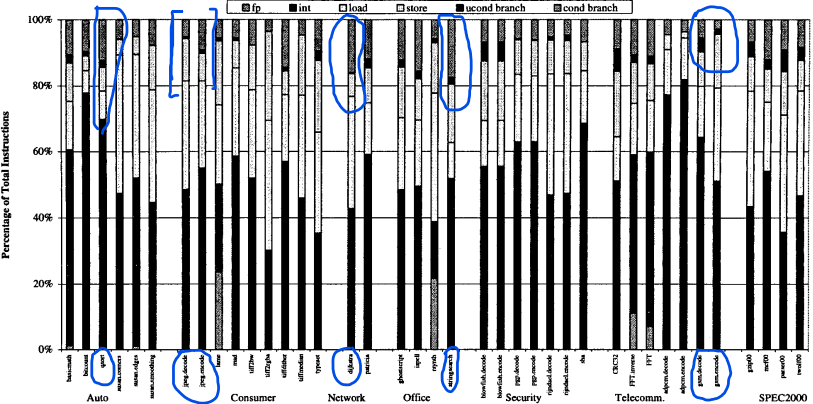 fp int load store ucond branch cond branch
Percentage of Total Instructions
100%
80%
60%
40%
20%
0%
basicmath
bitcount
qsort
susan.corners
susan.edges
susan.smoothing
jpeg.decode
jpeg.encode
lame
mad
tiff2bw
tiff2rgba
tiffdither
tiffmedian
typeset
dijkstra
patricia
ghostscript
ispell
rsynth
stringsearch
blowfish.decode
blowfish.encode
pgp.decode
pgp.encode
rijndael.decode
rijndael.encode
sha
CRC32
FFT.inverse
FFT
adpcm.decode
adpcm.encode
gsm.decode
gsm.encode
gzip00
mcf00
parser00
twolf00
Auto Consumer Network Office Security Telecomm. SPEC2000